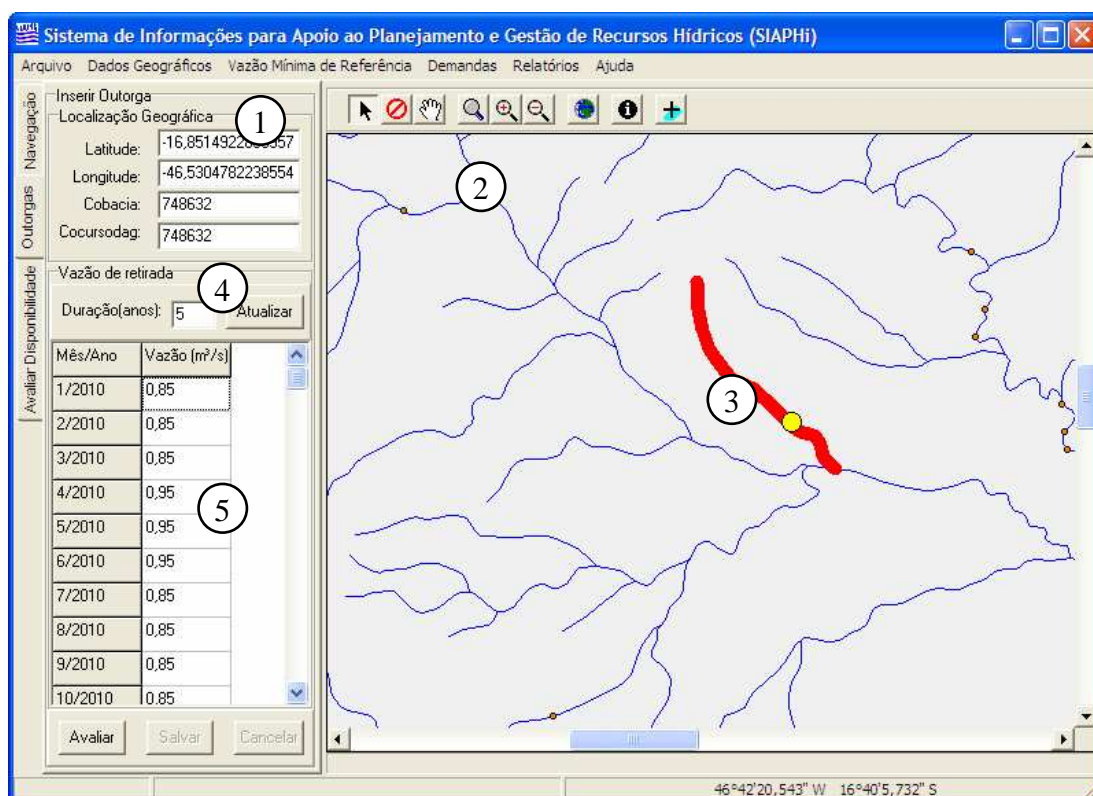 Sistema de Informações para Apoio ao Planejamento e Gestão de Recursos Hídricos (SIAPHi)
Arquivo Dados Geográficos Vazão Mínima de Referência Demandas Relatórios Ajuda
Navegação
Outorgas
Avaliar Disponibilidade
Inserir Outorga
Localização Geográfica
1
Latitude: -16,8514922
Longitude: -46,5304782238554
Cobacia: 748632
Cocursodag: 748632
Vazão de retirada
4
Duração(anos): 5 Atualizar
Mês/Ano Vazão (m³/s)
1/2010 0,85
2/2010 0,85
3/2010 0,85
4/2010 0,95
5/2010 0,95
6/2010 0,95
7/2010 0,85
8/2010 0,85
9/2010 0,85
10/2010 0,85
5
Avaliar Salvar Cancelar
2
3
46°42'20,543" W 16°40'5,732" S